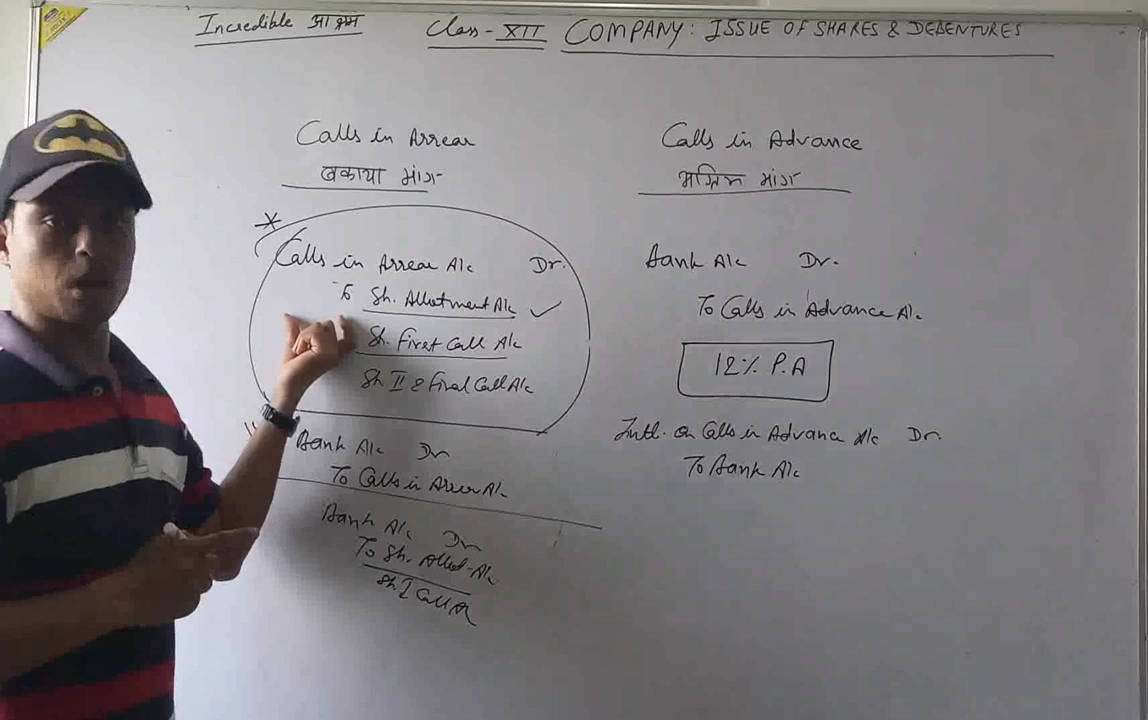 Incredible
Class-XII COMPANY: ISSUE OF SHARES & DEBENTURES
Calls in Arrear
बकाया मांग
Calls in Arrear A/c Dr.
To Sh. Allotment A/c
Sh. First Call A/c
Sh II & Final Call A/c
Bank A/c Dr
To Calls in Arrear A/c
Bank A/c Dr
To Sh. Allot-A/c
Sh I Call A/c
Calls in Advance
अग्रिम मांग
Bank A/c Dr.
To Calls in Advance A/c
12% P.A
Intt. on Calls in Advance A/c Dr.
To Bank A/c